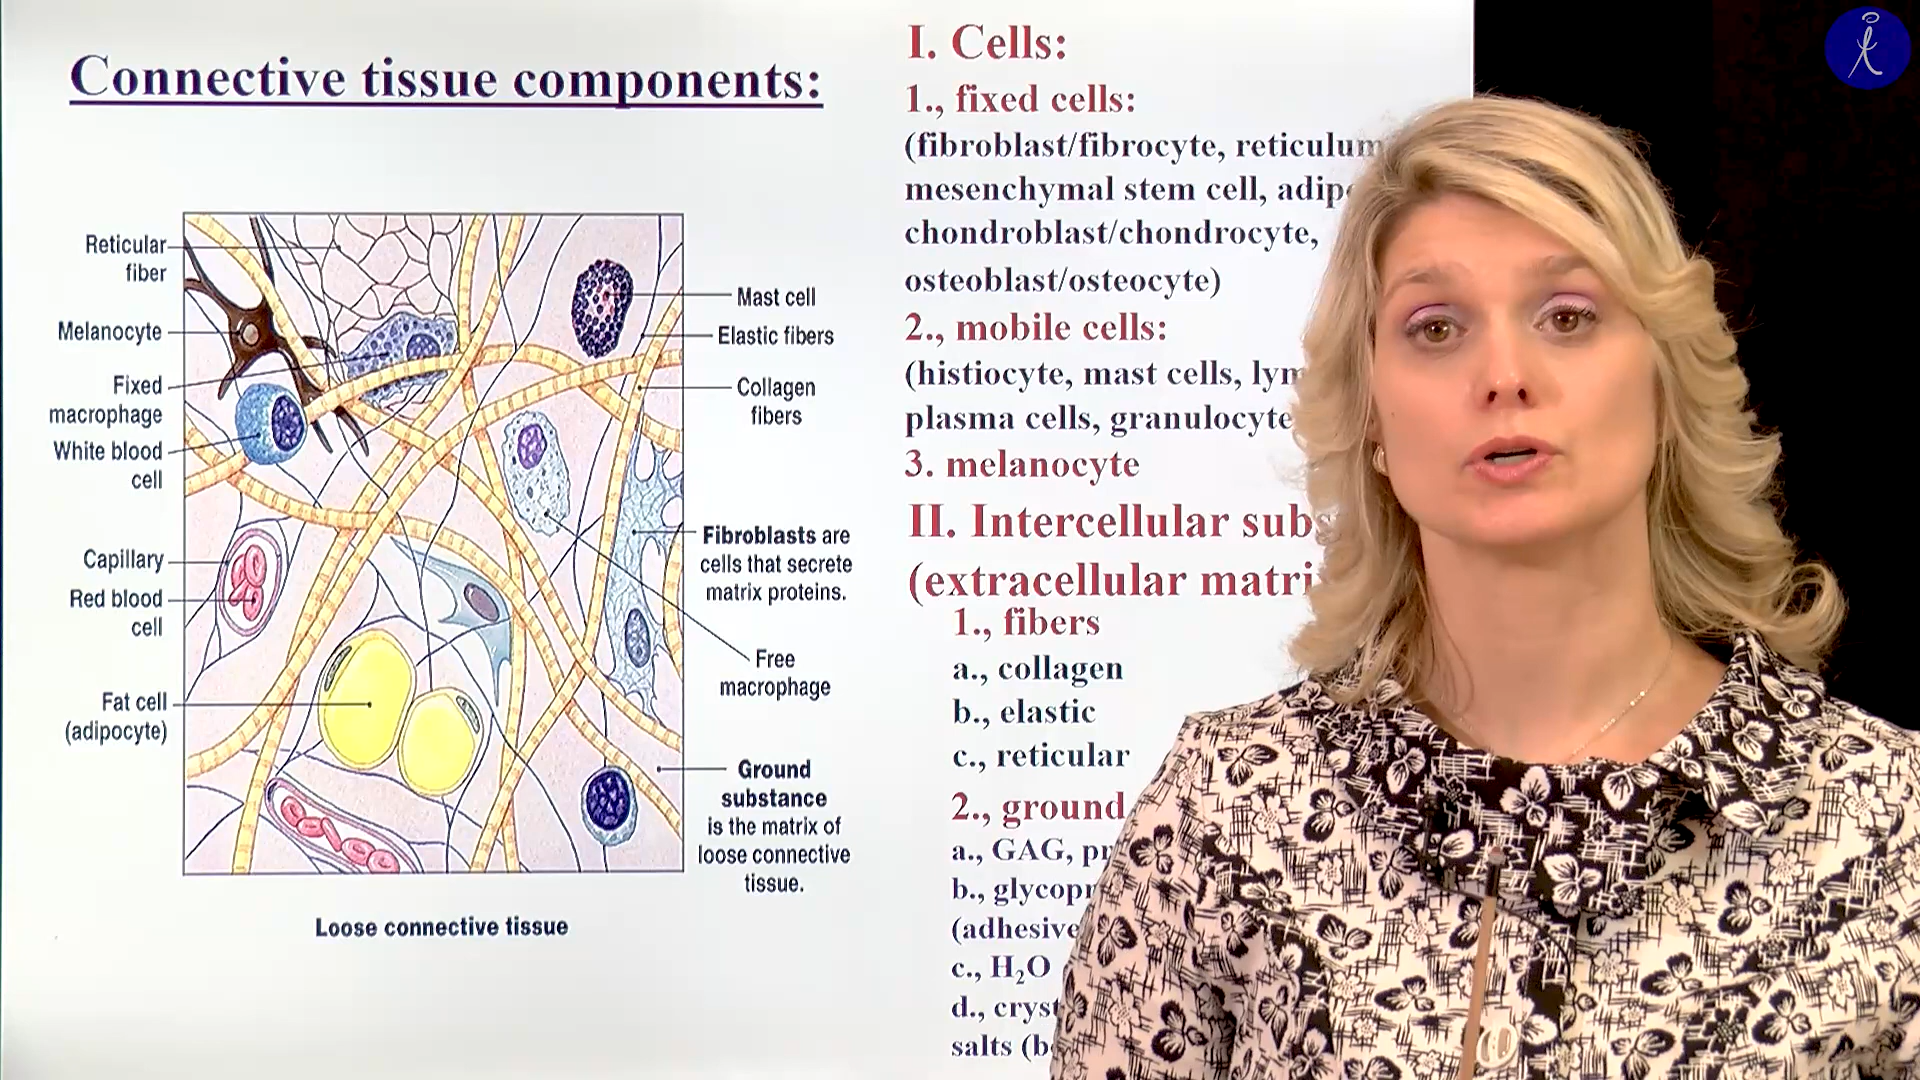 Connective tissue components:
Reticular
fiber
Melanocyte
Fixed
macrophage
White blood
cell
Capillary
Red blood
cell
Fat cell
(adipocyte)
Mast cell
Elastic fibers
Collagen
fibers
Fibroblasts are
cells that secrete
matrix proteins.
Free
macrophage
Ground
substance
is the matrix of
loose connective
tissue.
Loose connective tissue
I. Cells:
1., fixed cells:
(fibroblast/fibrocyte, reticulum
mesenchymal stem cell,
chondroblast/chondrocyte,
osteoblast/osteocyte)
2., mobile cells:
(histiocyte, mast cells,
plasma cells, granulocyte
3. melanocyte
II. Intercellular
(extracellular
1., fibers
a., collagen
b., elastic
c., reticular
2., ground
a., GAG,
b.,
(adhesive
c., H₂O
d.,
salts